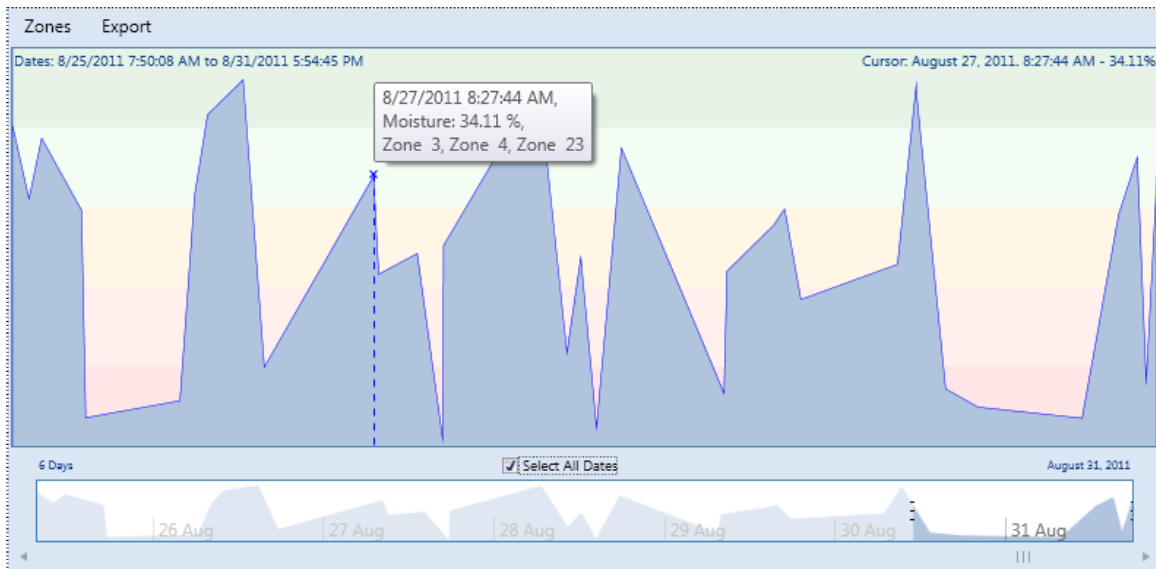 Zones Export
Dates: 8/25/2011 7:50:08 AM to 8/31/2011 5:54:45 PM
Cursor: August 27, 2011. 8:27:44 AM - 34.11%
8/27/2011 8:27:44 AM,
Moisture: 34.11 %,
Zone 3, Zone 4, Zone 23
6 Days
Select All Dates
August 31, 2011
26 Aug
27 Aug
28 Aug
29 Aug
30 Aug
31 Aug